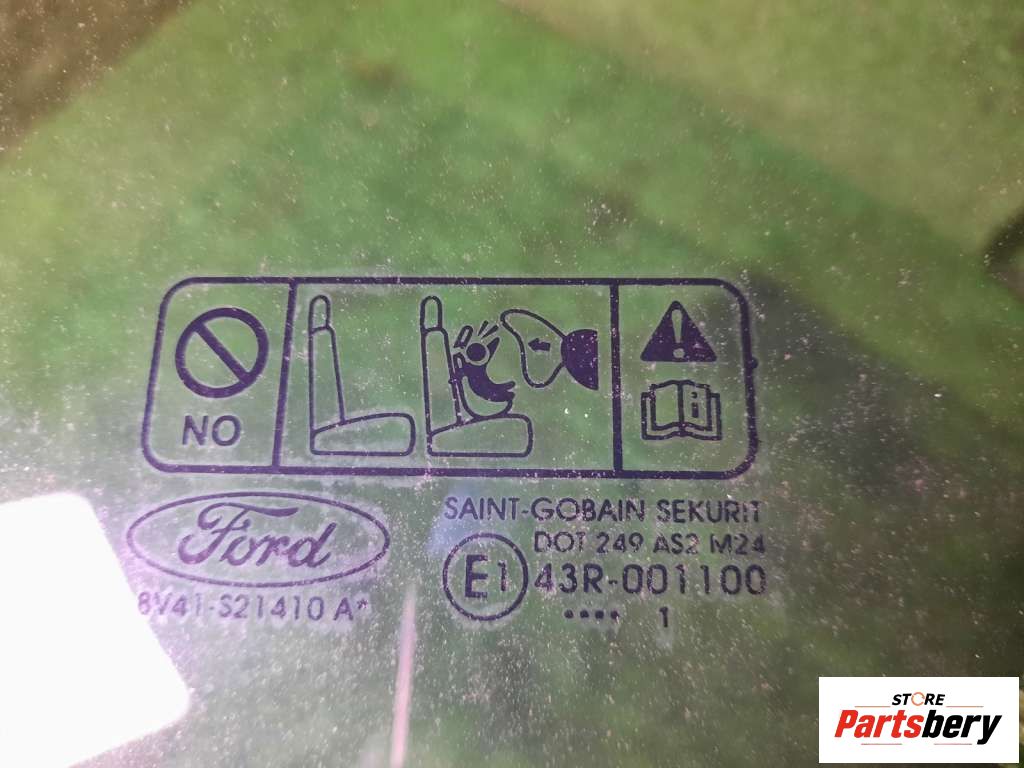 NO
Ford
8V41-S21410 A*
SAINT-GOBAIN SEKURIT
DOT 249 AS2 M24
E1 43R-001100
•••• 1
STORE
Partsbery